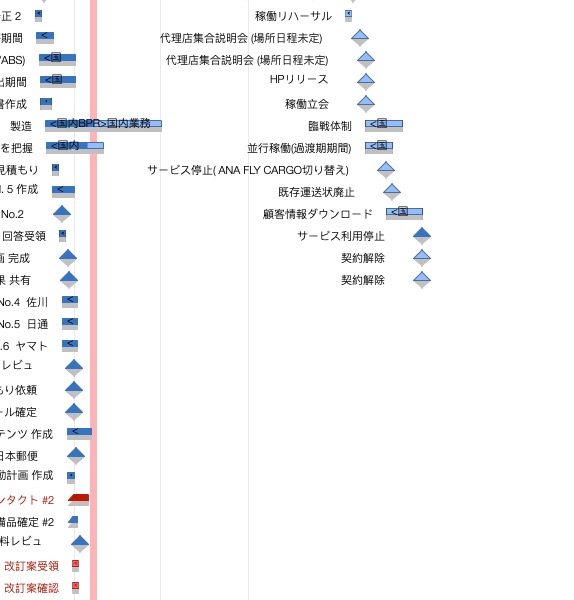 正 2
期間
/ABS)
<国
出期間
<国
書作成
製造
<国内BPR>国内業務
を把握
<国内
見積もり
.5 作成
No.2
回答受領
画 完成
果 共有
No.4 佐川
No.5 日通
.6 ヤマト
レビュ
もり依頼
ール確定
テンツ 作成
日本郵便
動計画 作成
ンタクト #2
備品確定 #2
料レビュ
改訂案受領
改訂案確認
稼働リハーサル
代理店集合説明会 (場所日程未定)
代理店集合説明会 (場所日程未定)
HPリリース
稼働立会
臨戦体制
<国
並行稼働(過渡期期間)
<国
サービス停止( ANA FLY CARGO切り替え)
既存運送状廃止
顧客情報ダウンロード
<国
サービス利用停止
契約解除
契約解除